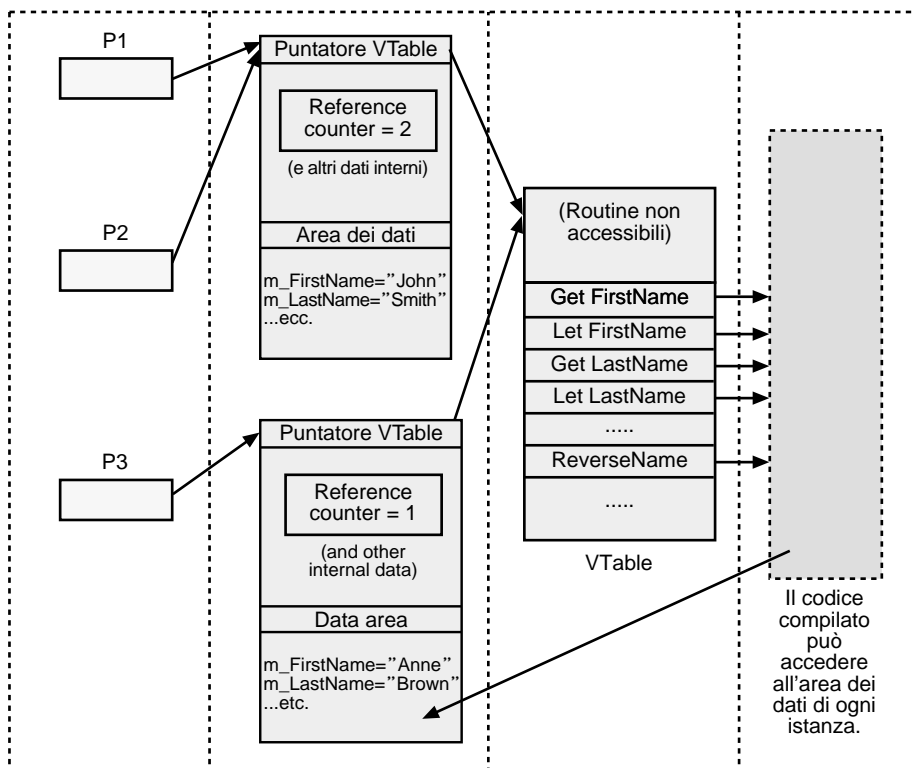 P1
P2
P3
Puntatore VTable
Reference
counter = 2
(e altri dati interni)
Area dei dati
m_FirstName="John"
m_LastName="Smith"
...ecc.
Puntatore VTable
Reference
counter = 1
(and other
internal data)
Data area
m_FirstName="Anne"
m_LastName="Brown"
...etc.
(Routine non
accessibili)
Get FirstName
Let FirstName
Get LastName
Let LastName
.....
ReverseName
.....
VTable
Il codice
compilato
può
accedere
all'area dei
dati di ogni
istanza.